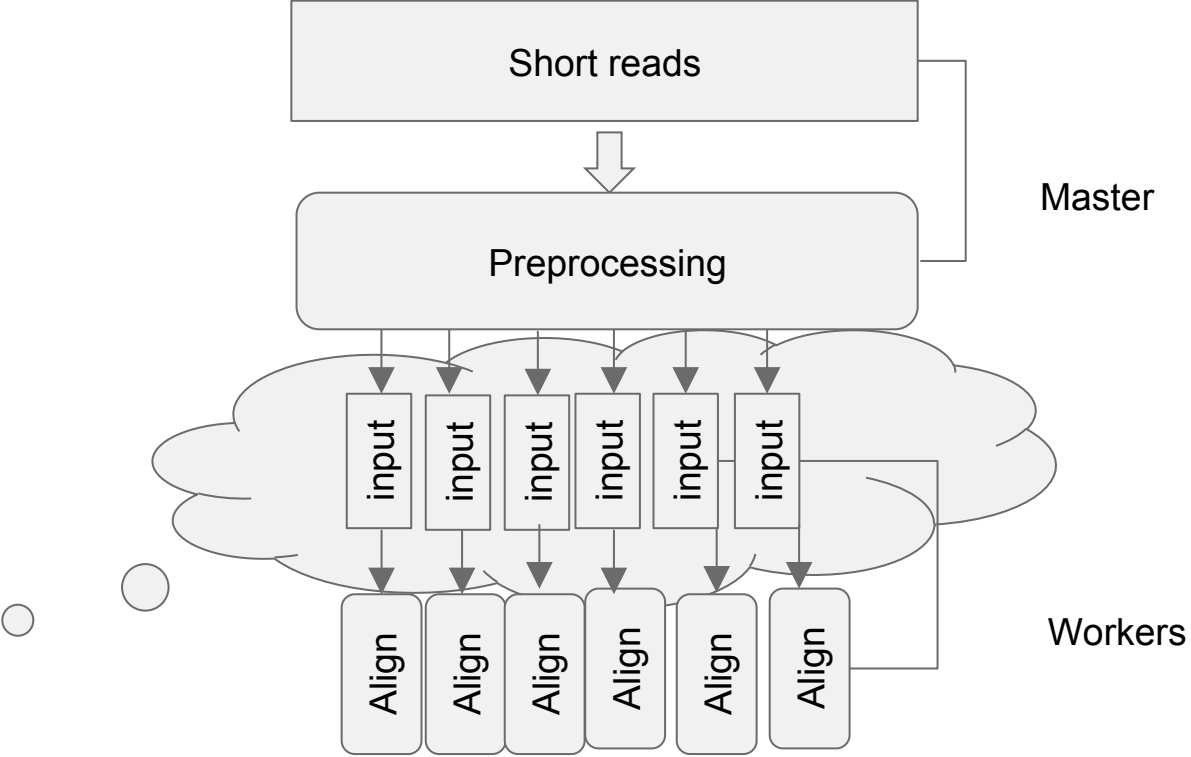 Short reads
Master
Preprocessing
input
input
input
input
input
input
Workers
Align
Align
Align
Align
Align
Align